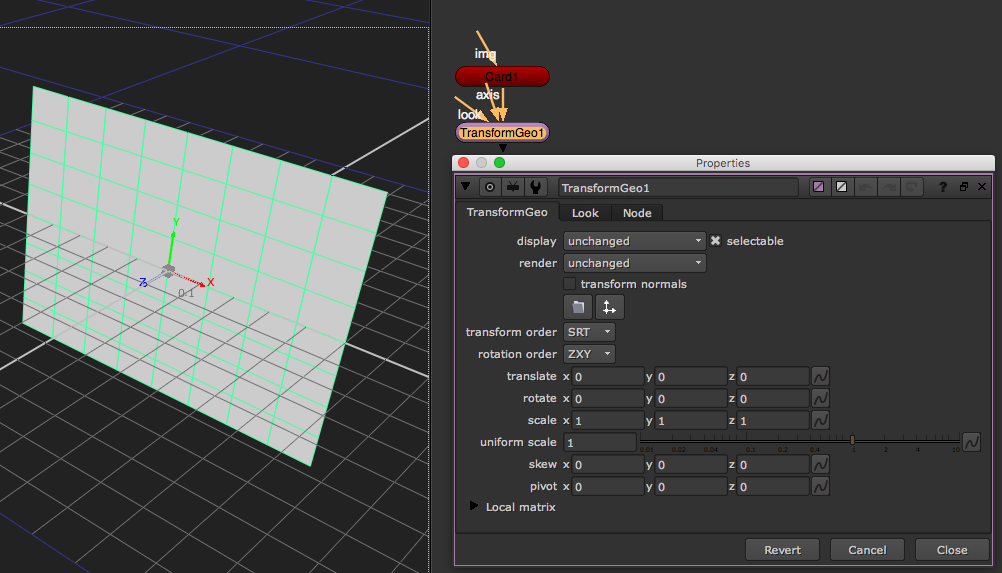 img
Card1
axis
look
TransformGeo1
Y
Z
X
0.1
Properties
TransformGeo1
?
TransformGeo
Look
Node
display unchanged selectable
render unchanged
transform normals
transform order SRT
rotation order ZXY
translate x 0 y 0 z 0
rotate x 0 y 0 z 0
scale x 1 y 1 z 1
uniform scale 1
0.01 0.02 0.04 0.1 0.2 0.4 1 2 4 10
skew x 0 y 0 z 0
pivot x 0 y 0 z 0
Local matrix
Revert
Cancel
Close